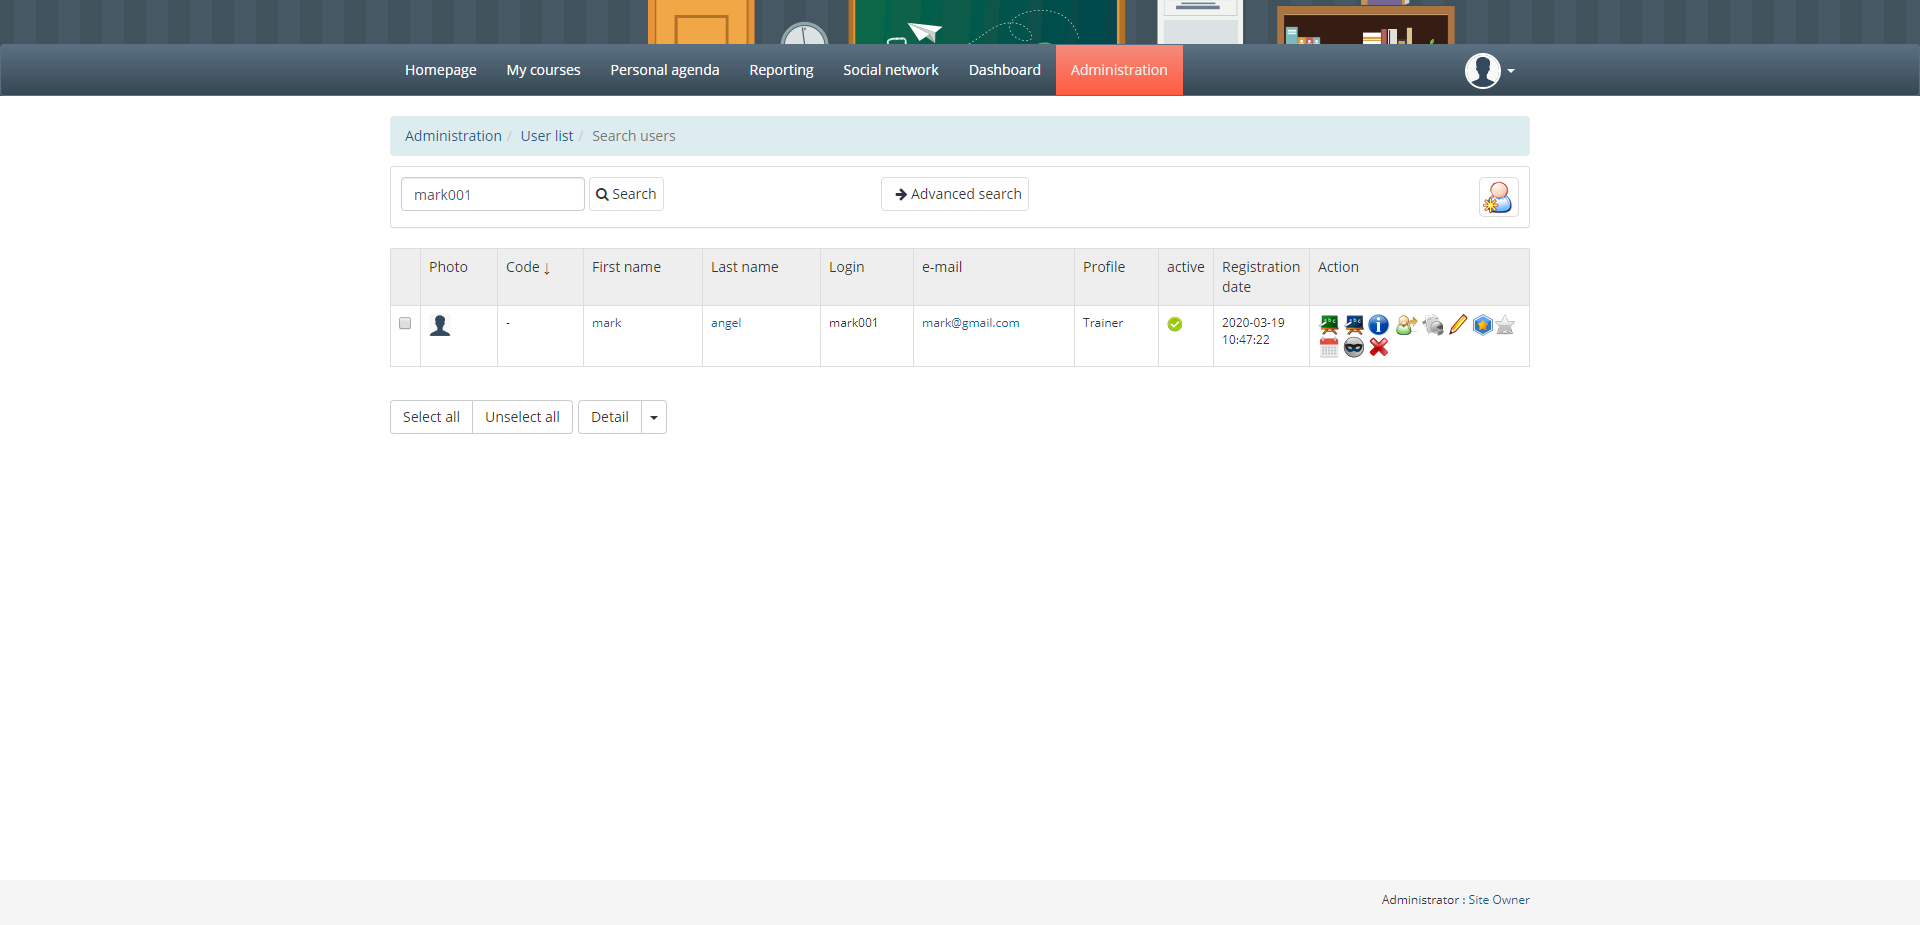 Homepage My courses Personal agenda Reporting Social network Dashboard Administration
Administration / User list / Search users
mark001 Search Advanced search
Photo Code ↓ First name Last name Login e-mail Profile active Registration date Action
- mark angel mark001 mark@gmail.com Trainer 2020-03-19 10:47:22
Select all Unselect all Detail
Administrator : Site Owner